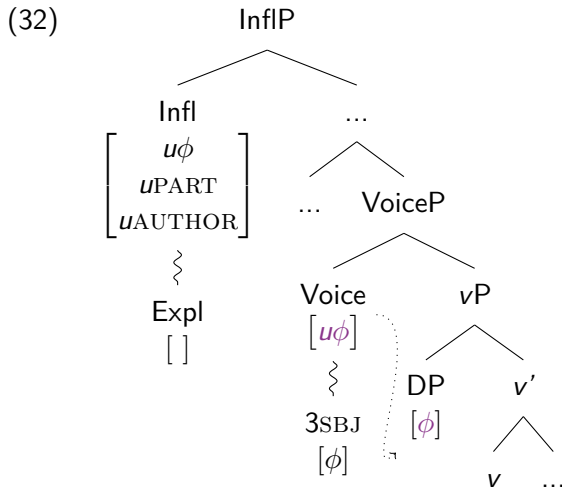 (32) InflP
Infl ...
uϕ
uPART
uAUTHOR
... VoiceP
Expl Voice vP
[ ] [uϕ]
DP v'
3SBJ [ϕ]
[ϕ]
v ...